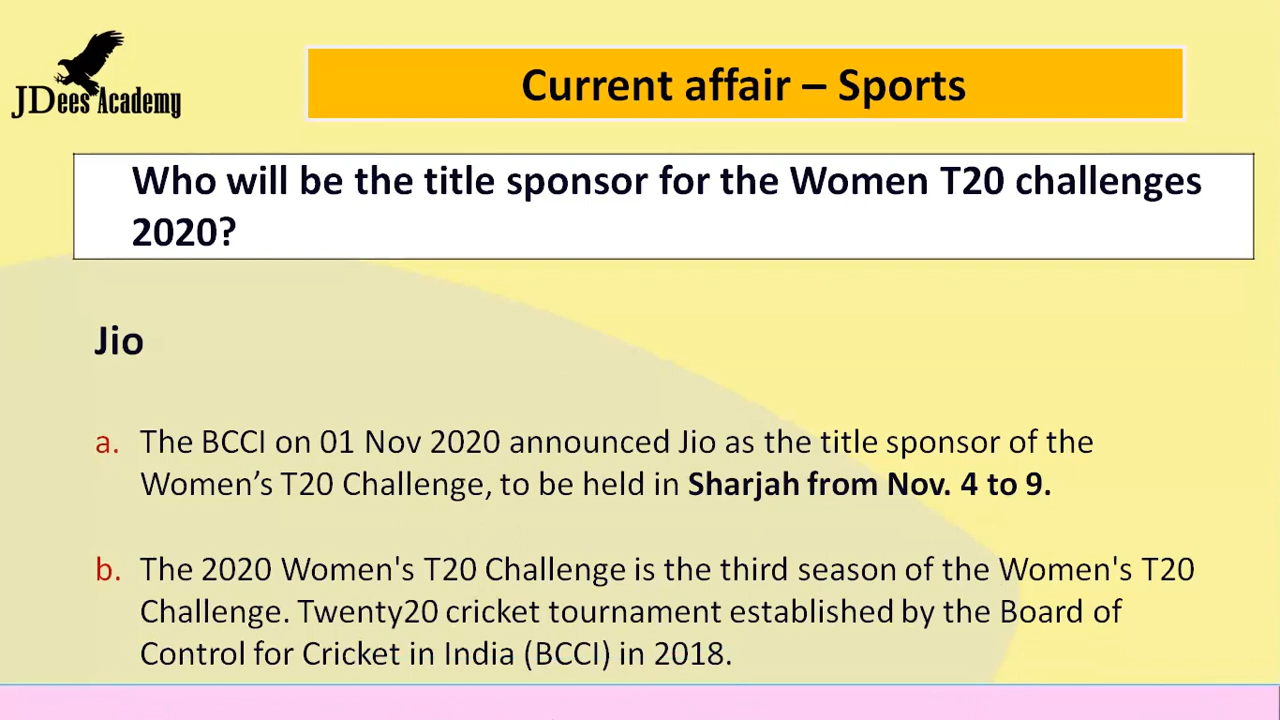 JDees Academy
Current affair – Sports
Who will be the title sponsor for the Women T20 challenges
2020?
Jio
a. The BCCI on 01 Nov 2020 announced Jio as the title sponsor of the
Women’s T20 Challenge, to be held in Sharjah from Nov. 4 to 9.
b. The 2020 Women's T20 Challenge is the third season of the Women's T20
Challenge. Twenty20 cricket tournament established by the Board of
Control for Cricket in India (BCCI) in 2018.